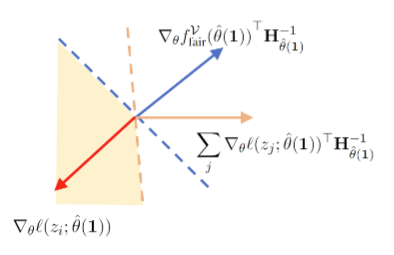 ∇_θ f_fair^𝒱(θ̂(1))^⊤ H_θ̂(1)^{-1}
∑_j ∇_θ ℓ(z_j; θ̂(1))^⊤ H_θ̂(1)^{-1}
∇_θ ℓ(z_i; θ̂(1))